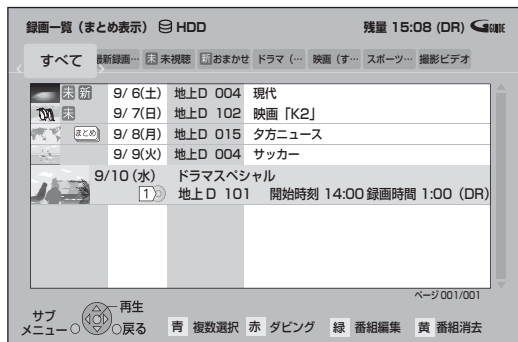 録画一覧（まとめ表示） HDD 残量 15:08 (DR) G GUIDE
すべて 最新録画… 未 未視聴 新 おまかせ ドラマ（… 映画（す… スポーツ… 撮影ビデオ
未 新 9/ 6(土) 地上D 004 現代
未 9/ 7(日) 地上D 102 映画「K2」
まとめ 9/ 8(月) 地上D 015 夕方ニュース
9/ 9(火) 地上D 004 サッカー
9/10(水) ドラマスペシャル
1 地上D 101 開始時刻 14:00 録画時間 1:00（DR）
ページ 001/001
サブメニュー 再生 戻る 青 複数選択 赤 ダビング 緑 番組編集 黄 番組消去